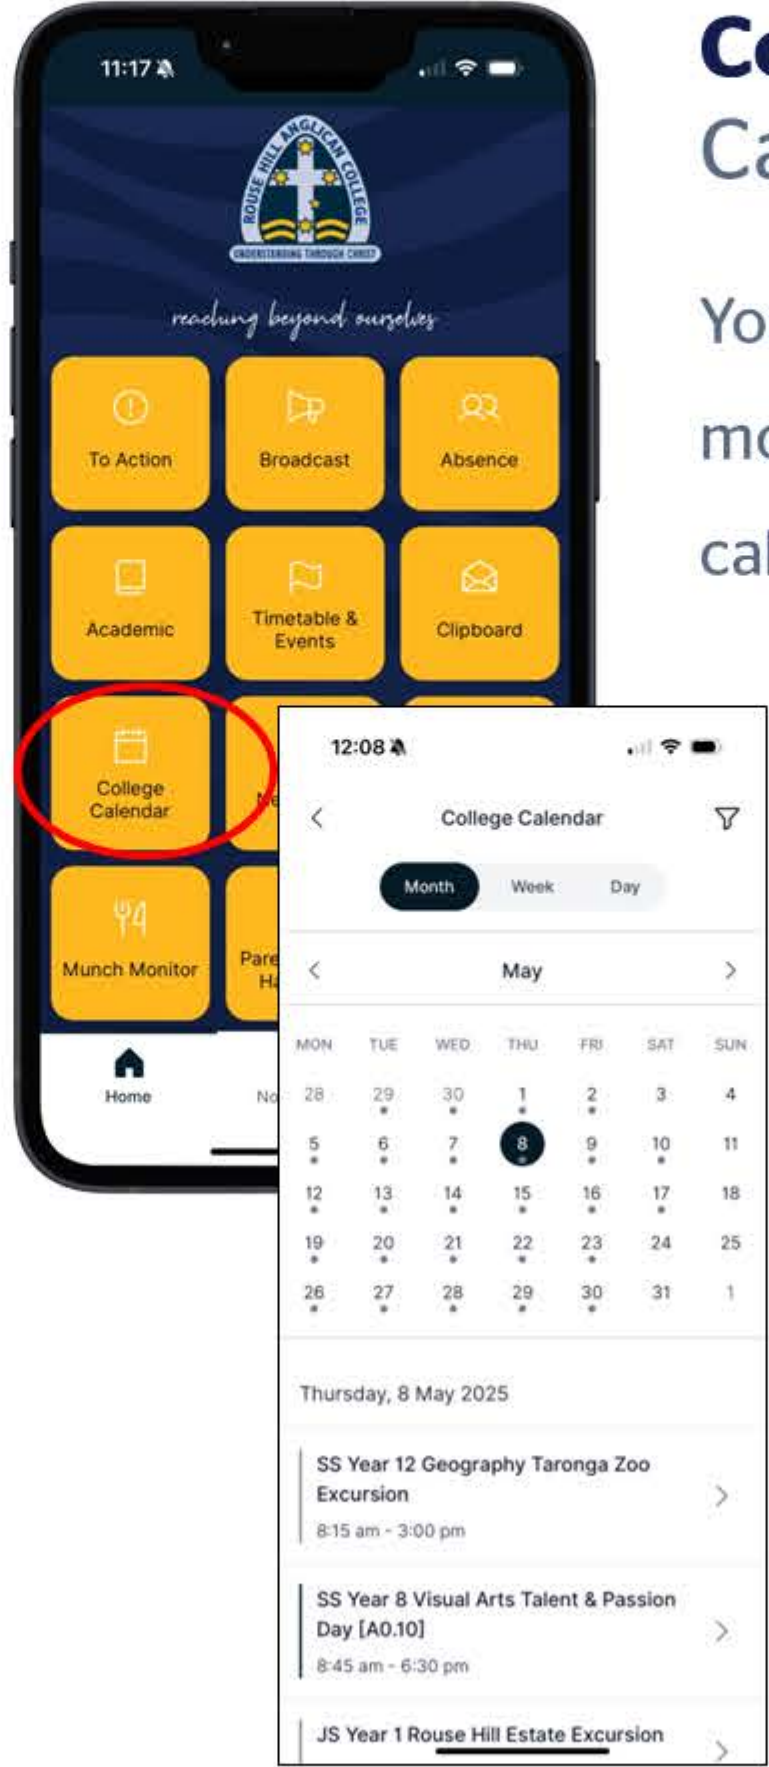 11:17
ROUSE HILL ANGLICAN COLLEGE
UNDERSTANDING THROUGH CHRIST
reaching beyond ourselves
To Action
Broadcast
Absence
Academic
Timetable &
Events
Clipboard
College
Calendar
Munch Monitor
Home
12:08
College Calendar
Month Week Day
May
MON TUE WED THU FRI SAT SUN
28 29 30 1 2 3 4
5 6 7 8 9 10 11
12 13 14 15 16 17 18
19 20 21 22 23 24 25
26 27 28 29 30 31 1
Thursday, 8 May 2025
SS Year 12 Geography Taronga Zoo
Excursion
8:15 am - 3:00 pm
SS Year 8 Visual Arts Talent & Passion
Day [A0.10]
8:45 am - 6:30 pm
JS Year 1 Rouse Hill Estate Excursion